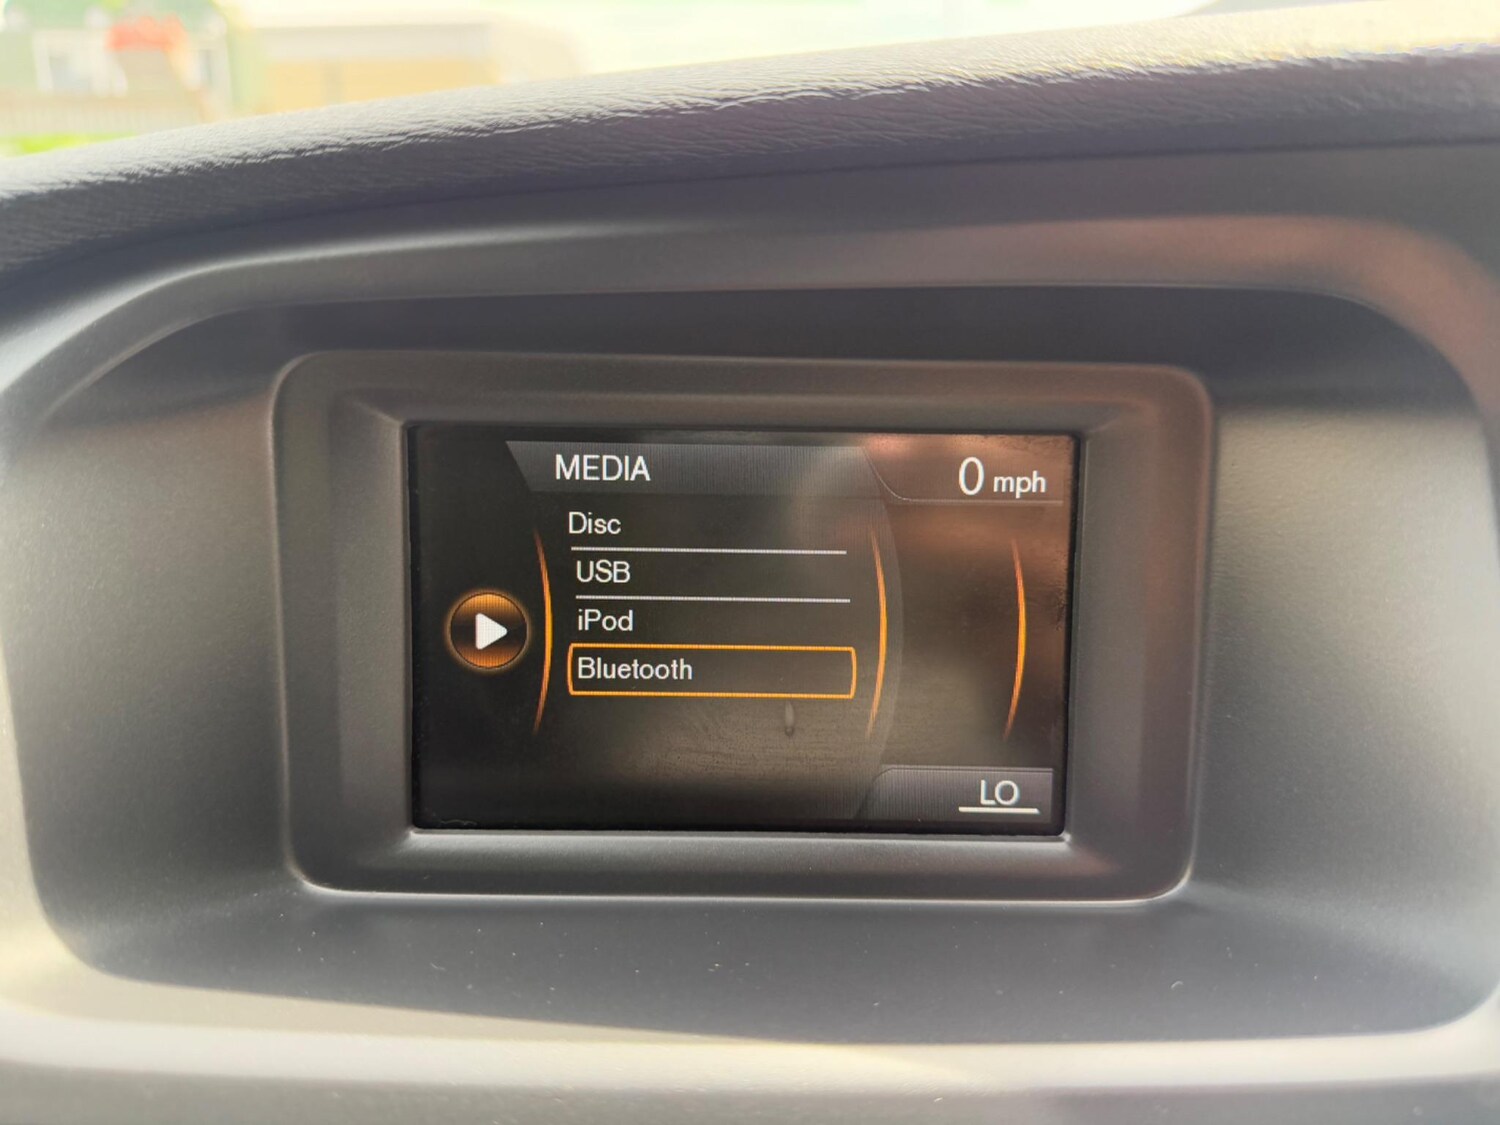 MEDIA
0 mph
Disc
USB
iPod
Bluetooth
LO